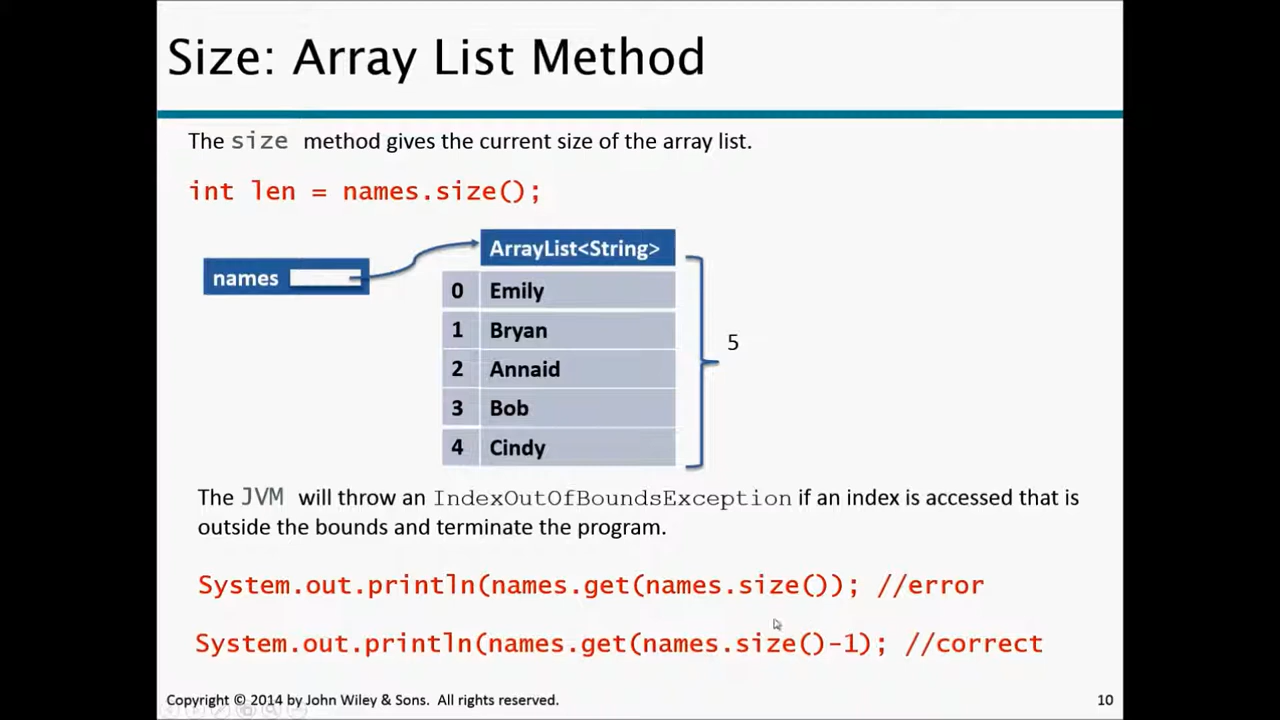 Size: Array List Method
The size method gives the current size of the array list.
int len = names.size();
names
ArrayList<String>
0 Emily
1 Bryan
2 Annaid
3 Bob
4 Cindy
5
The JVM will throw an IndexOutOfBoundsException if an index is accessed that is
outside the bounds and terminate the program.
System.out.println(names.get(names.size()); //error
System.out.println(names.get(names.size()-1); //correct
Copyright © 2014 by John Wiley & Sons. All rights reserved.
10